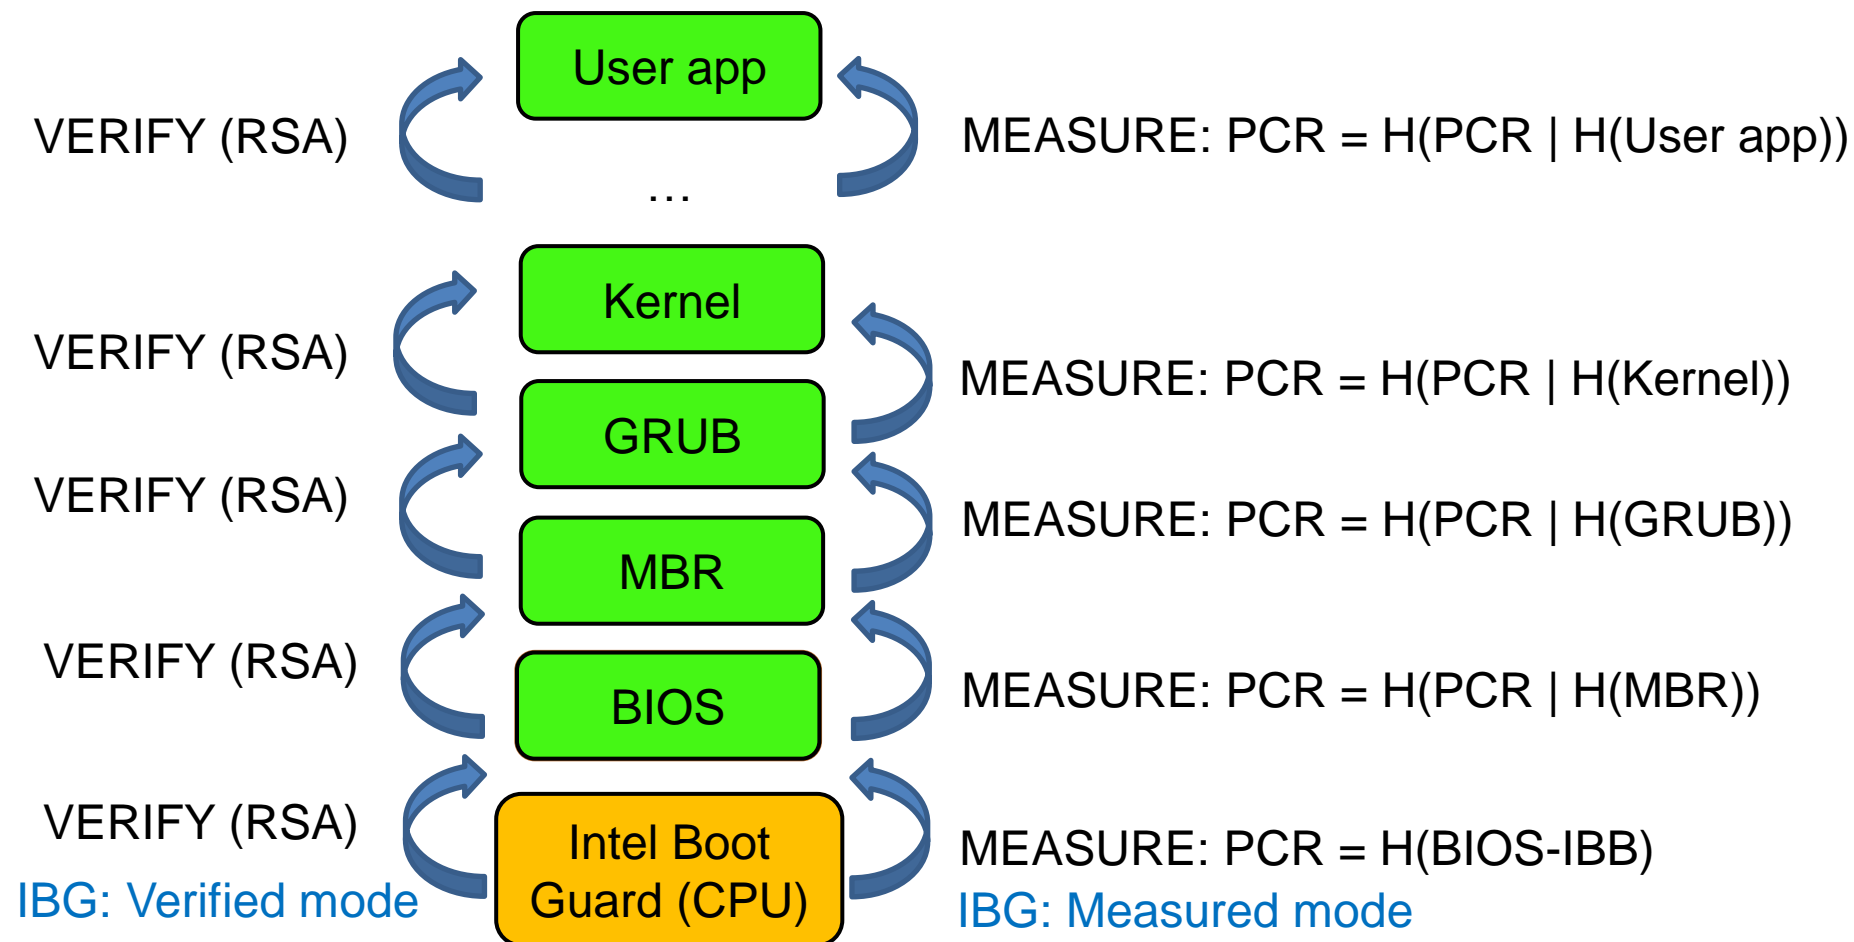 User app
VERIFY (RSA)
MEASURE: PCR = H(PCR | H(User app))
…
Kernel
VERIFY (RSA)
MEASURE: PCR = H(PCR | H(Kernel))
GRUB
VERIFY (RSA)
MEASURE: PCR = H(PCR | H(GRUB))
MBR
VERIFY (RSA)
MEASURE: PCR = H(PCR | H(MBR))
BIOS
VERIFY (RSA)
Intel Boot
Guard (CPU)
MEASURE: PCR = H(BIOS-IBB)
IBG: Verified mode
IBG: Measured mode